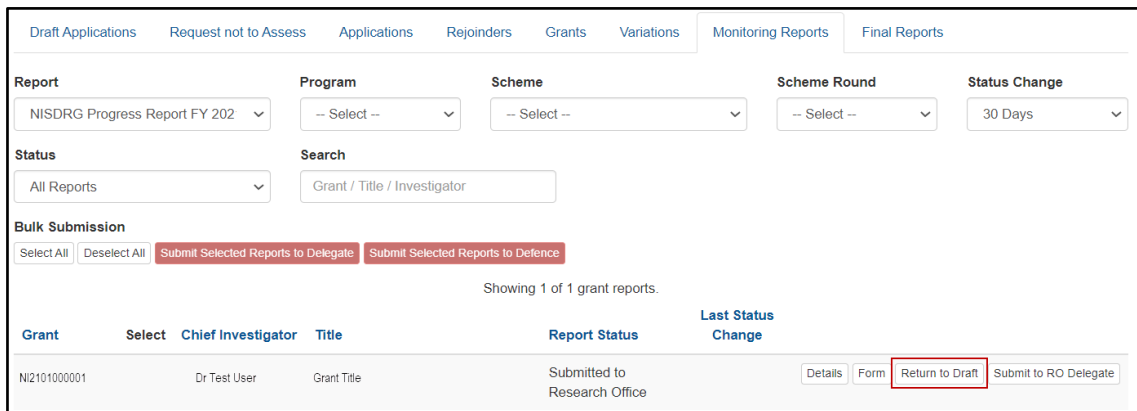 Draft Applications Request not to Assess Applications Rejoinders Grants Variations Monitoring Reports Final Reports
Report Program Scheme Scheme Round Status Change
NISDRG Progress Report FY 202 -- Select -- -- Select -- -- Select -- 30 Days
Status Search
All Reports Grant / Title / Investigator
Bulk Submission
Select All Deselect All Submit Selected Reports to Delegate Submit Selected Reports to Defence
Showing 1 of 1 grant reports.
Grant Select Chief Investigator Title Report Status Last Status
Change
NI2101000001 Dr Test User Grant Title Submitted to Details Form Return to Draft Submit to RO Delegate
Research Office